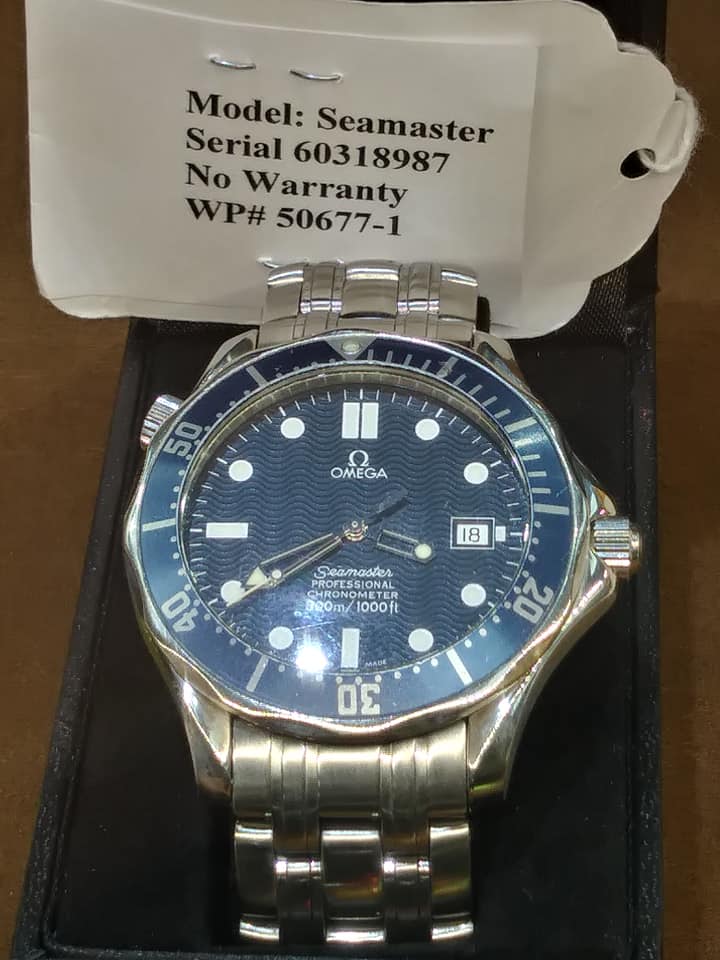 Model: Seamaster
Serial 60318987
No Warranty
WP# 50677-1
Ω
OMEGA
18
Seamaster
PROFESSIONAL
CHRONOMETER
300m/1000ft
MADE
50
40
30
20